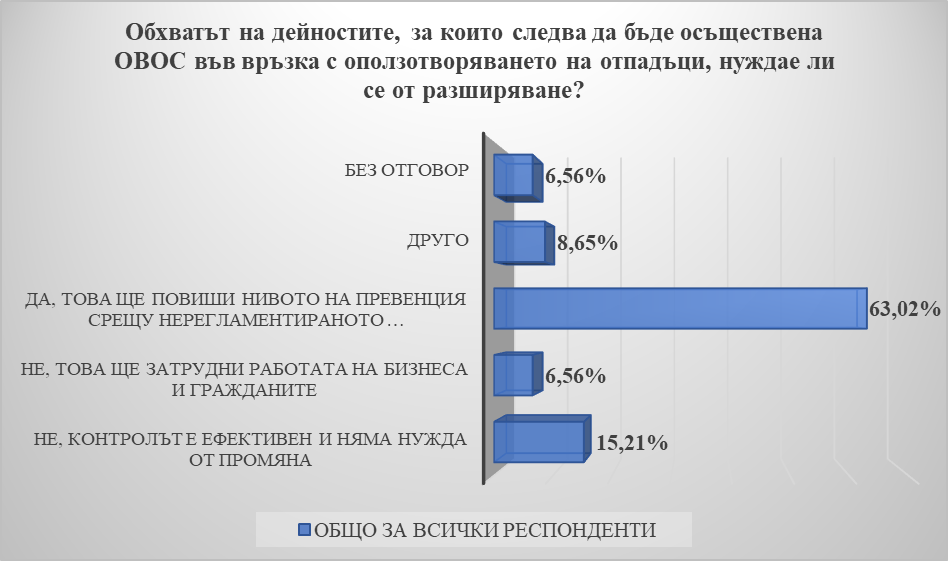 Обхватът на дейностите, за които следва да бъде осъществена
ОВОС във връзка с оползотворяването на отпадъци, нуждае ли
се от разширяване?
БЕЗ ОТГОВОР
6,56%
ДРУГО
8,65%
ДА, ТОВА ЩЕ ПОВИШИ НИВОТО НА ПРЕВЕНЦИЯ
СРЕЩУ НЕРЕГЛАМЕНТИРАНОТО …
63,02%
НЕ, ТОВА ЩЕ ЗАТРУДНИ РАБОТАТА НА БИЗНЕСА
И ГРАЖДАНИТЕ
6,56%
НЕ, КОНТРОЛЪТ Е ЕФЕКТИВЕН И НЯМА НУЖДА
ОТ ПРОМЯНА
15,21%
ОБЩО ЗА ВСИЧКИ РЕСПОНДЕНТИ